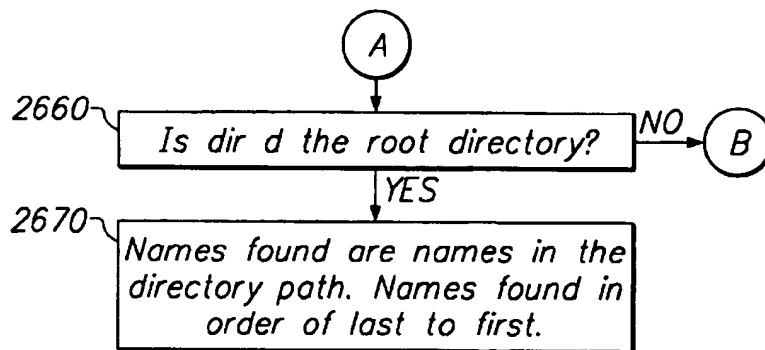 A
2660
Is dir d the root directory?
NO
B
YES
2670
Names found are names in the
directory path. Names found in
order of last to first.